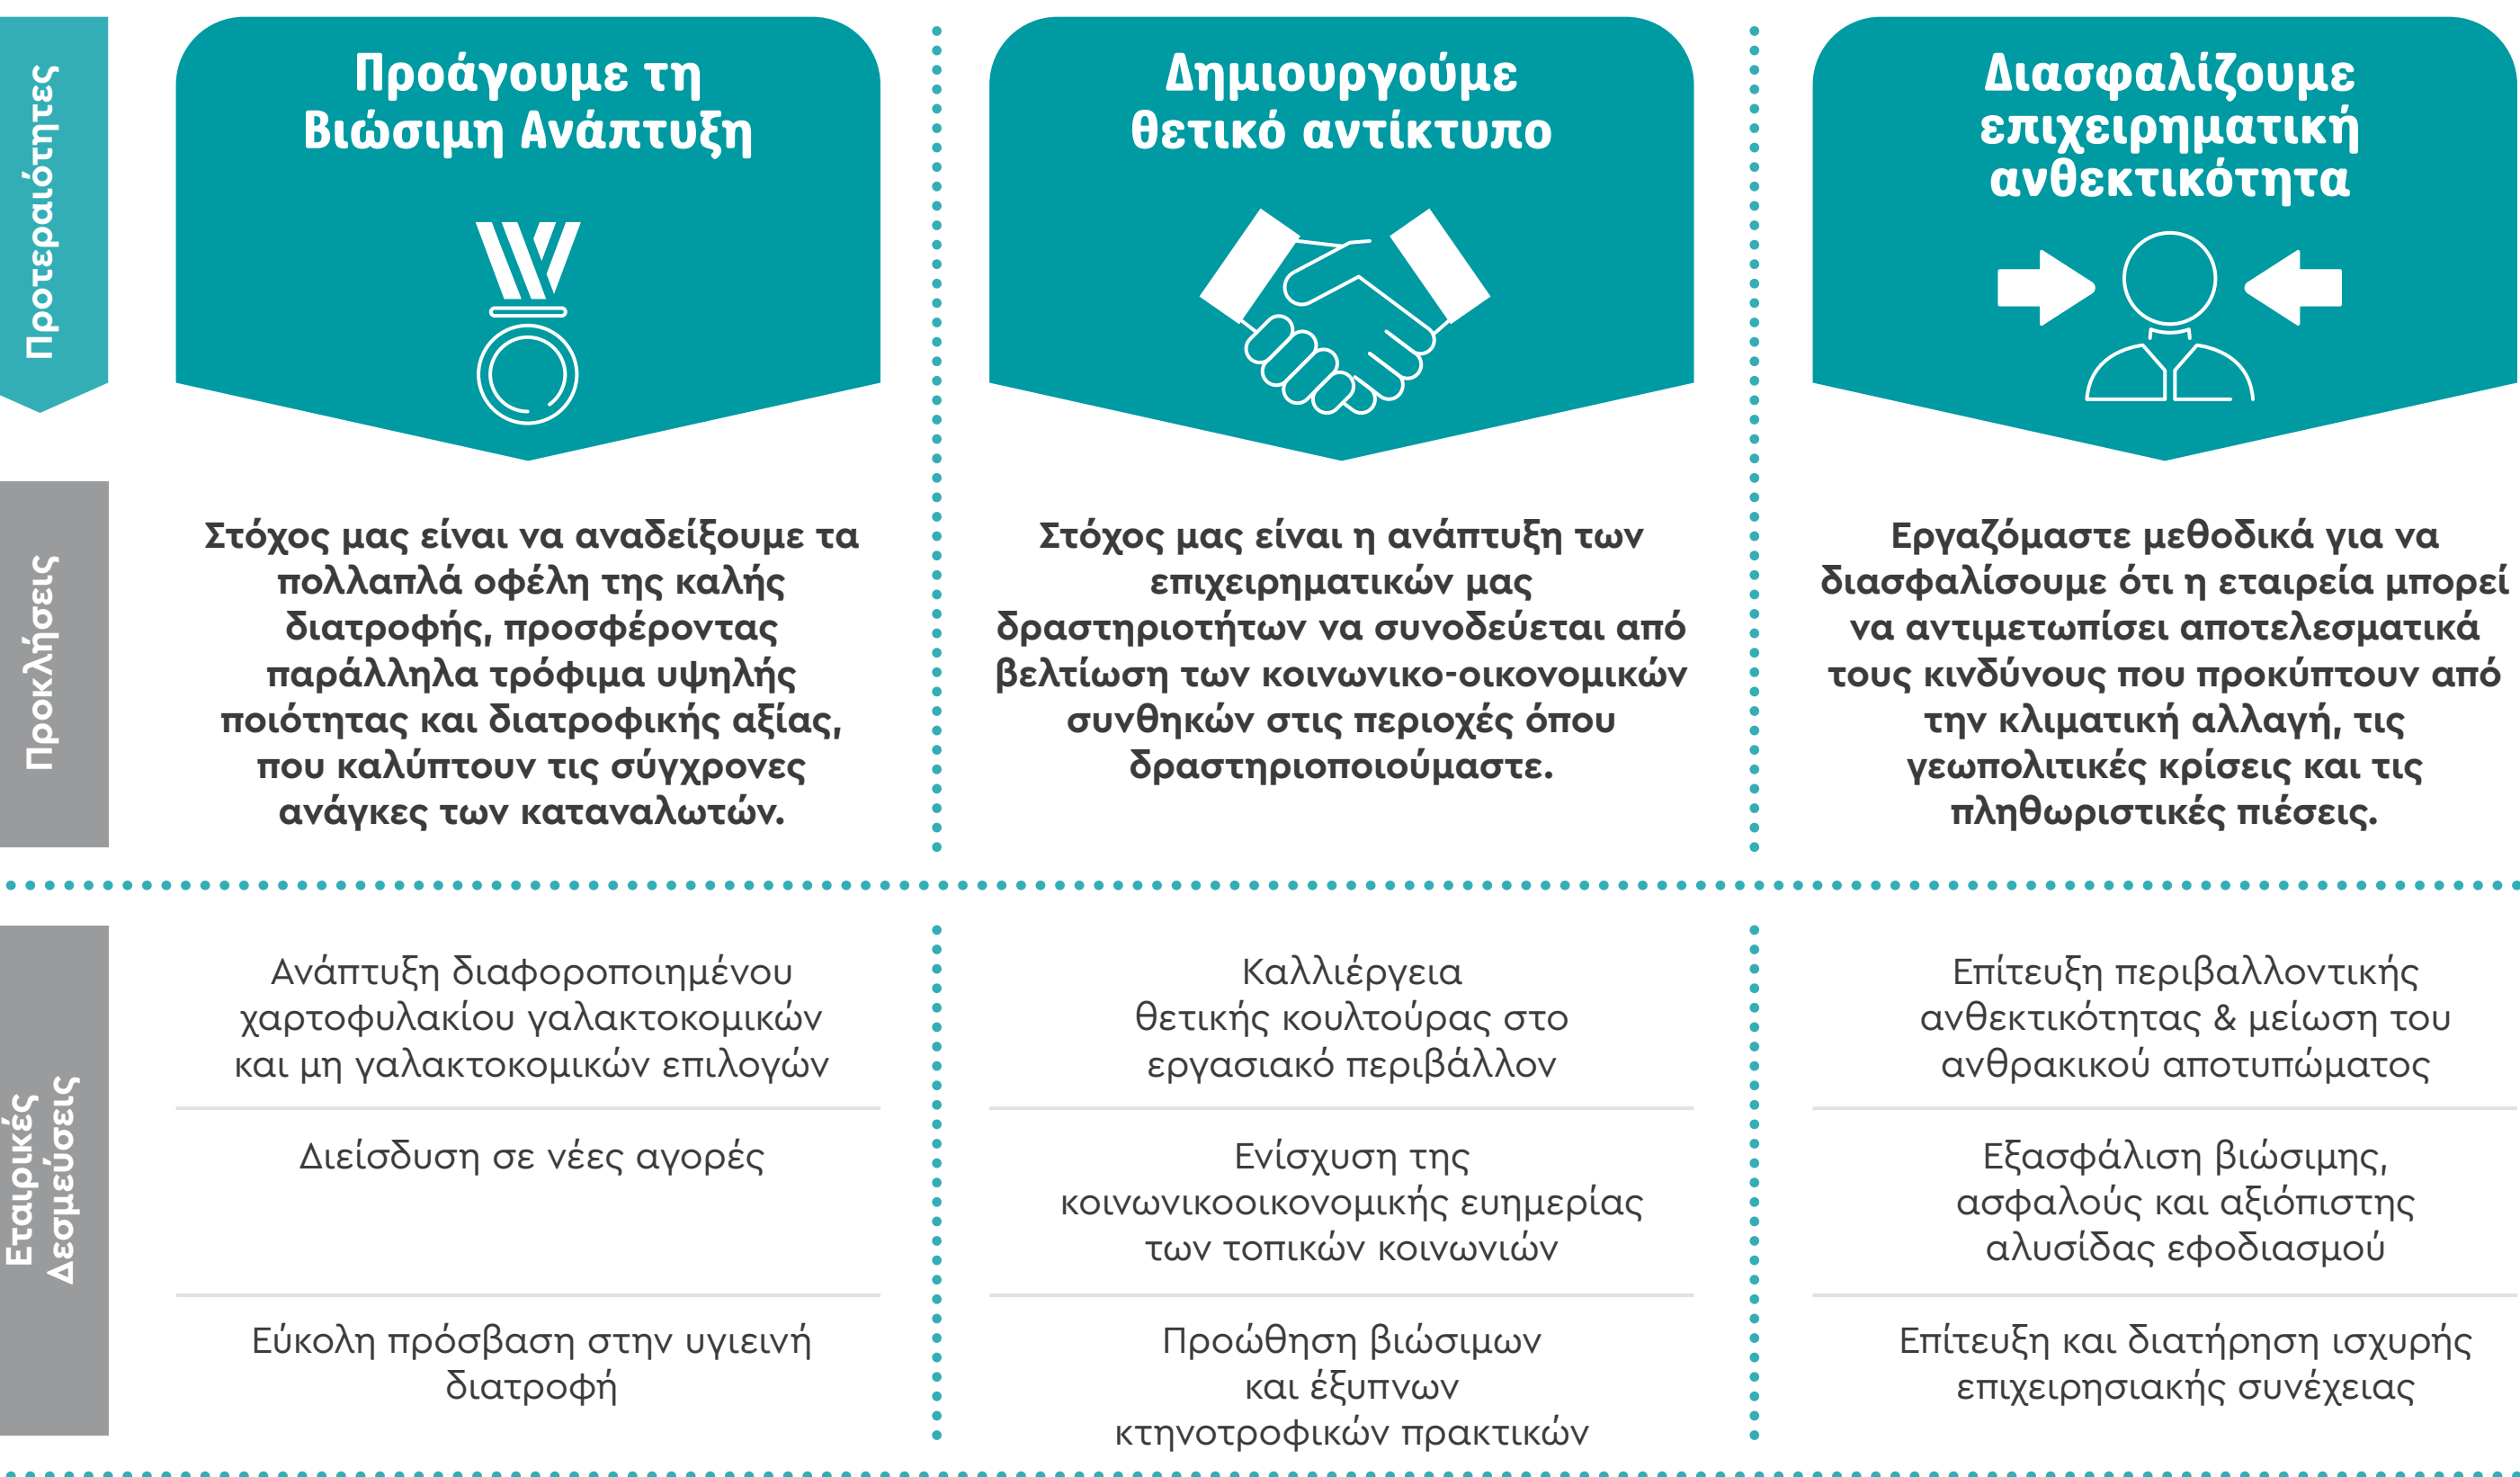 Προτεραιότητες
Προάγουμε τη
Βιώσιμη Ανάπτυξη
Δημιουργούμε
θετικό αντίκτυπο
Διασφαλίζουμε
επιχειρηματική
ανθεκτικότητα
Προκλήσεις
Στόχος μας είναι να αναδείξουμε τα
πολλαπλά οφέλη της καλής
διατροφής, προσφέροντας
παράλληλα τρόφιμα υψηλής
ποιότητας και διατροφικής αξίας,
που καλύπτουν τις σύγχρονες
ανάγκες των καταναλωτών.
Στόχος μας είναι η ανάπτυξη των
επιχειρηματικών μας
δραστηριοτήτων να συνοδεύεται από
βελτίωση των κοινωνικο-οικονομικών
συνθηκών στις περιοχές όπου
δραστηριοποιούμαστε.
Εργαζόμαστε μεθοδικά για να
διασφαλίσουμε ότι η εταιρεία μπορεί
να αντιμετωπίσει αποτελεσματικά
τους κινδύνους που προκύπτουν από
την κλιματική αλλαγή, τις
γεωπολιτικές κρίσεις και τις
πληθωριστικές πιέσεις.
Εταιρικές
Δεσμεύσεις
Ανάπτυξη διαφοροποιημένου
χαρτοφυλακίου γαλακτοκομικών
και μη γαλακτοκομικών επιλογών
Καλλιέργεια
θετικής κουλτούρας στο
εργασιακό περιβάλλον
Επίτευξη περιβαλλοντικής
ανθεκτικότητας & μείωση του
ανθρακικού αποτυπώματος
Διείσδυση σε νέες αγορές
Ενίσχυση της
κοινωνικοοικονομικής ευημερίας
των τοπικών κοινωνιών
Εξασφάλιση βιώσιμης,
ασφαλούς και αξιόπιστης
αλυσίδας εφοδιασμού
Εύκολη πρόσβαση στην υγιεινή
διατροφή
Προώθηση βιώσιμων
και έξυπνων
κτηνοτροφικών πρακτικών
Επίτευξη και διατήρηση ισχυρής
επιχειρησιακής συνέχειας